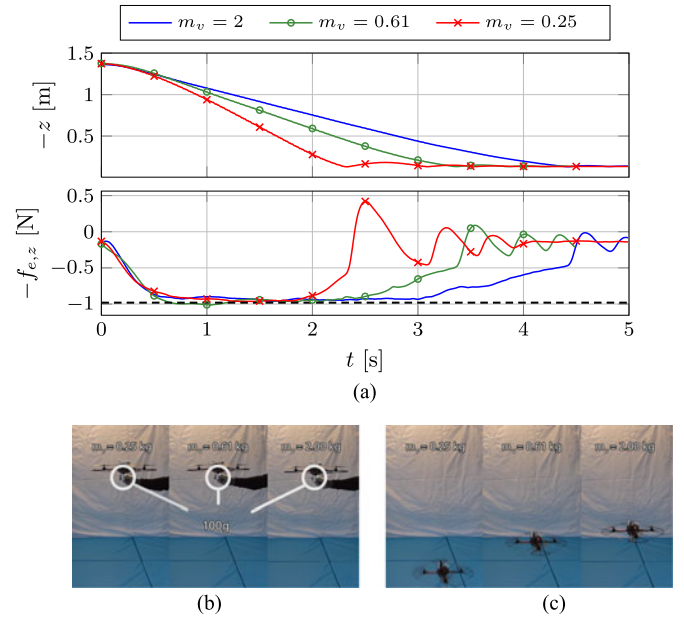 m_v = 2 m_v = 0.61 m_v = 0.25
1.5
1
0.5
−z [m]
0.5
0
−0.5
−1
−f_{e,z} [N]
0 1 2 3 4 5
t [s]
(a)
m_v = 0.25 kg m_v = 0.61 kg m_v = 2.00 kg
100g
(b)
m_v = 0.25 m_v = 0.61 kg m_v = 2.00 kg
(c)